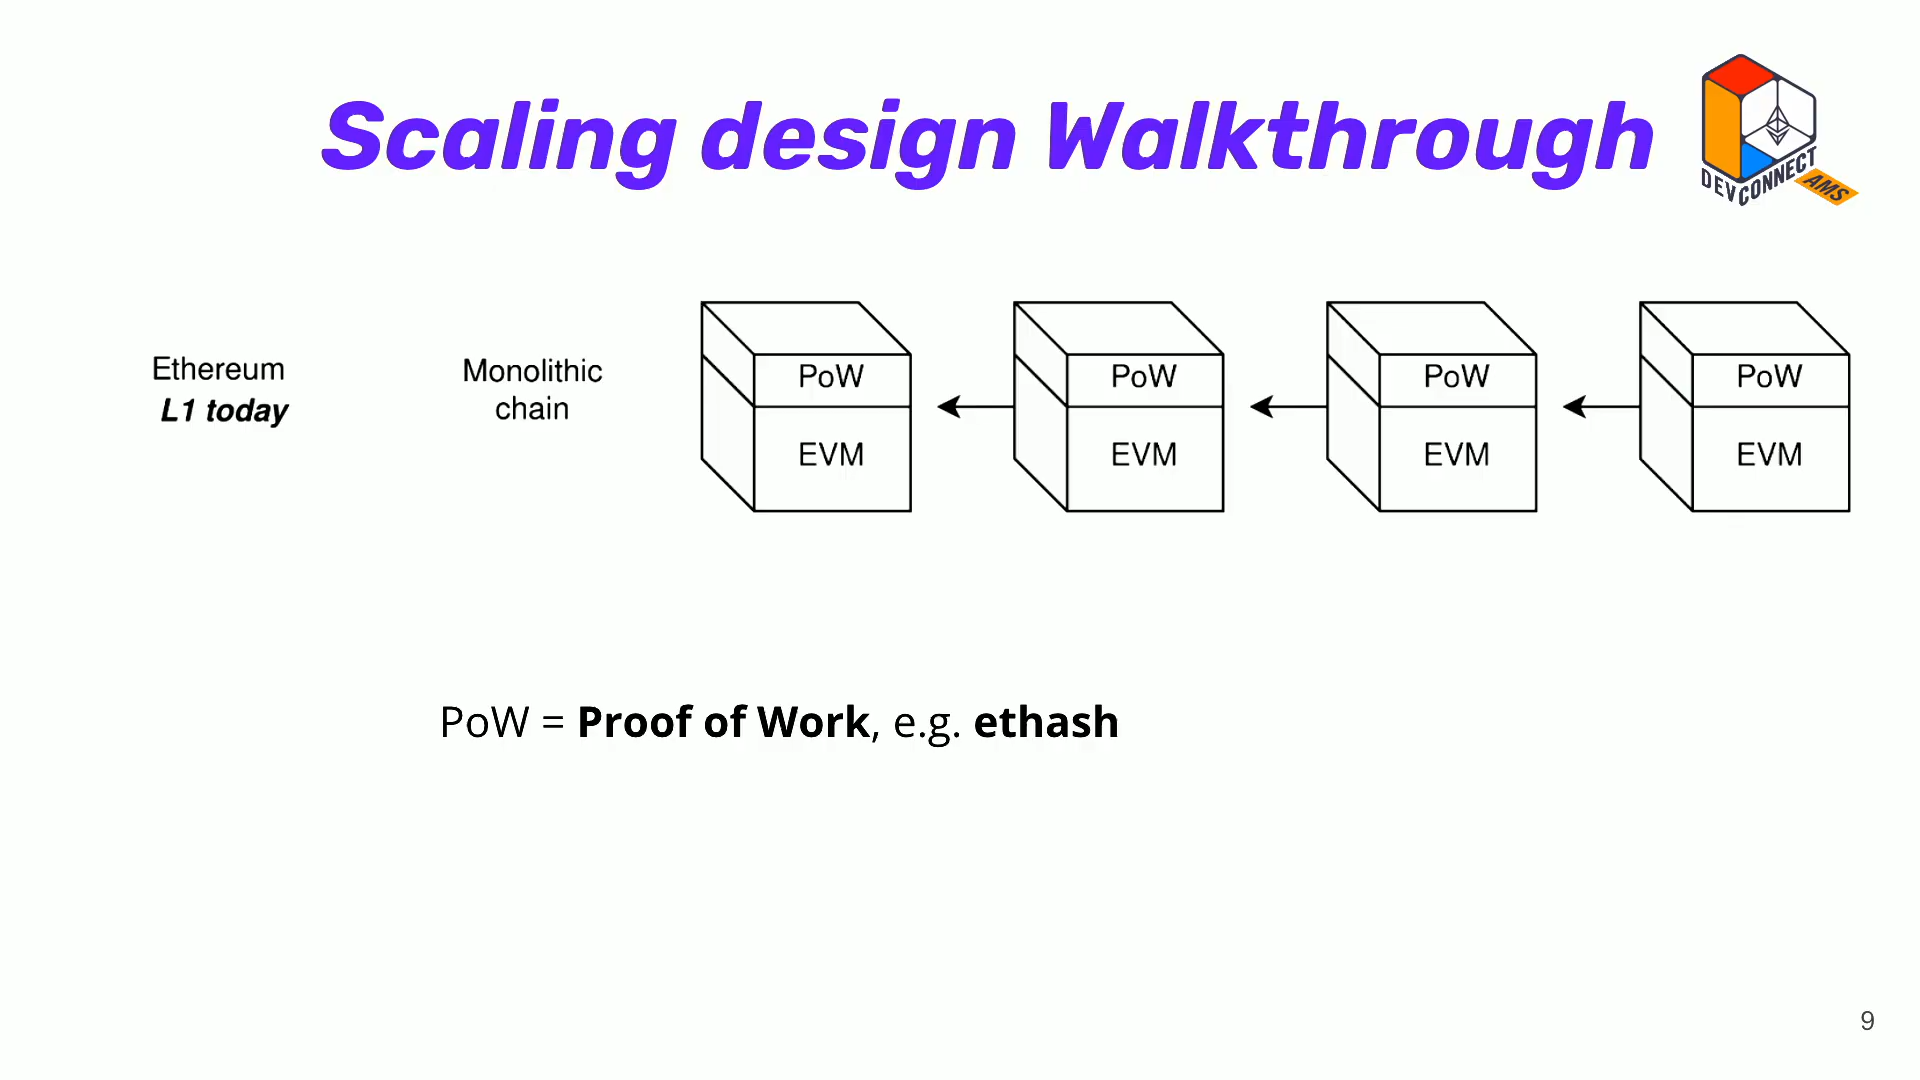 Scaling design Walkthrough
DEVCONNECT
AMS
Ethereum
L1 today
Monolithic
chain
PoW
EVM
PoW
EVM
PoW
EVM
PoW
EVM
PoW = Proof of Work, e.g. ethash
9